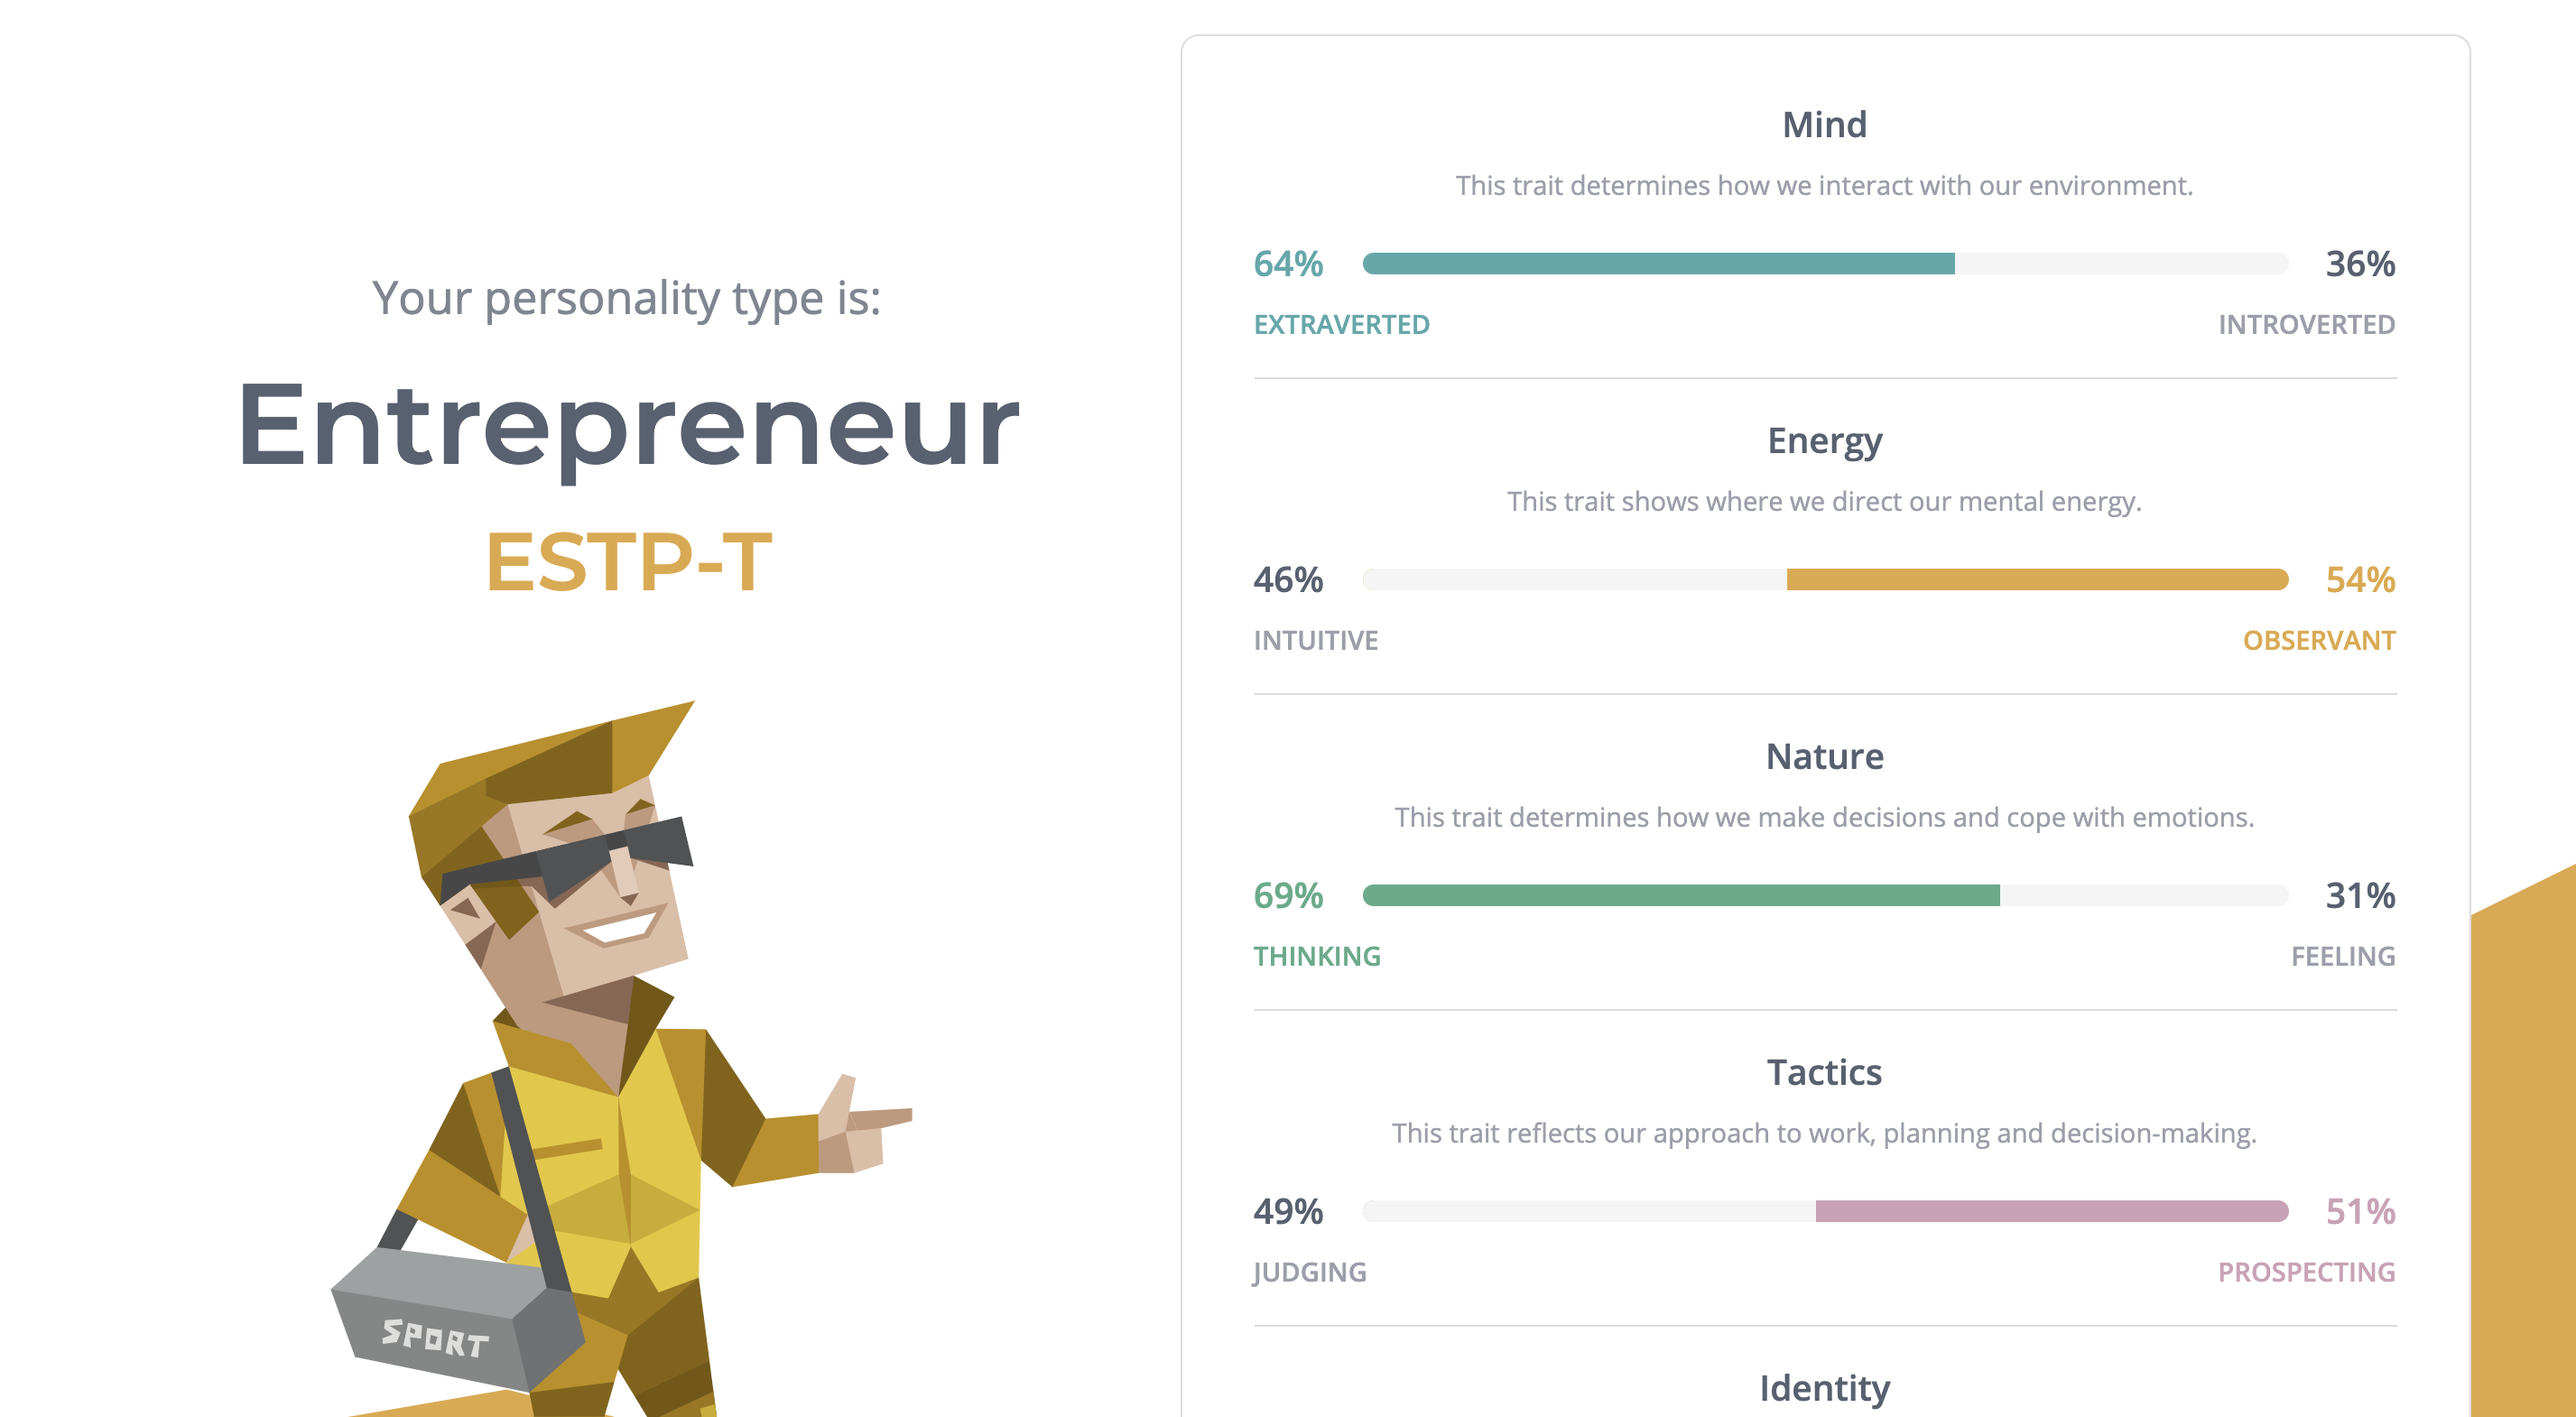 Your personality type is:
Entrepreneur
ESTP-T
SPORT
Mind
This trait determines how we interact with our environment.
64% 36%
EXTRAVERTED INTROVERTED
Energy
This trait shows where we direct our mental energy.
46% 54%
INTUITIVE OBSERVANT
Nature
This trait determines how we make decisions and cope with emotions.
69% 31%
THINKING FEELING
Tactics
This trait reflects our approach to work, planning and decision-making.
49% 51%
JUDGING PROSPECTING
Identity